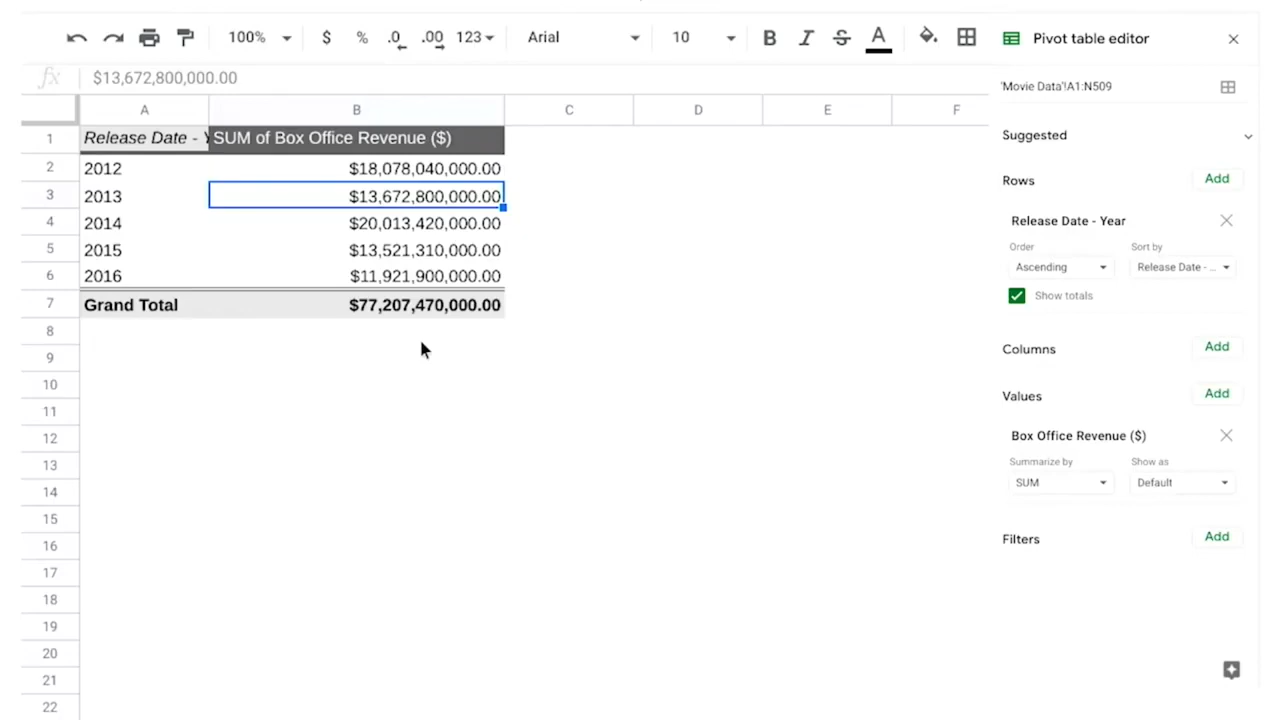 100% $ % .0 .00 123 Arial 10 B I S A
Pivot table editor
fx $13,672,800,000.00
'Movie Data'!A1:N509
A B C D E F
Suggested
1 Release Date - Y SUM of Box Office Revenue ($)
2 2012 $18,078,040,000.00
3 2013 $13,672,800,000.00
4 2014 $20,013,420,000.00
5 2015 $13,521,310,000.00
6 2016 $11,921,900,000.00
7 Grand Total $77,207,470,000.00
8
9
10
11
12
13
14
15
16
17
18
19
20
21
22
Rows Add
Release Date - Year
Order Sort by
Ascending Release Date - ...
Show totals
Columns Add
Values Add
Box Office Revenue ($)
Summarize by Show as
SUM Default
Filters Add